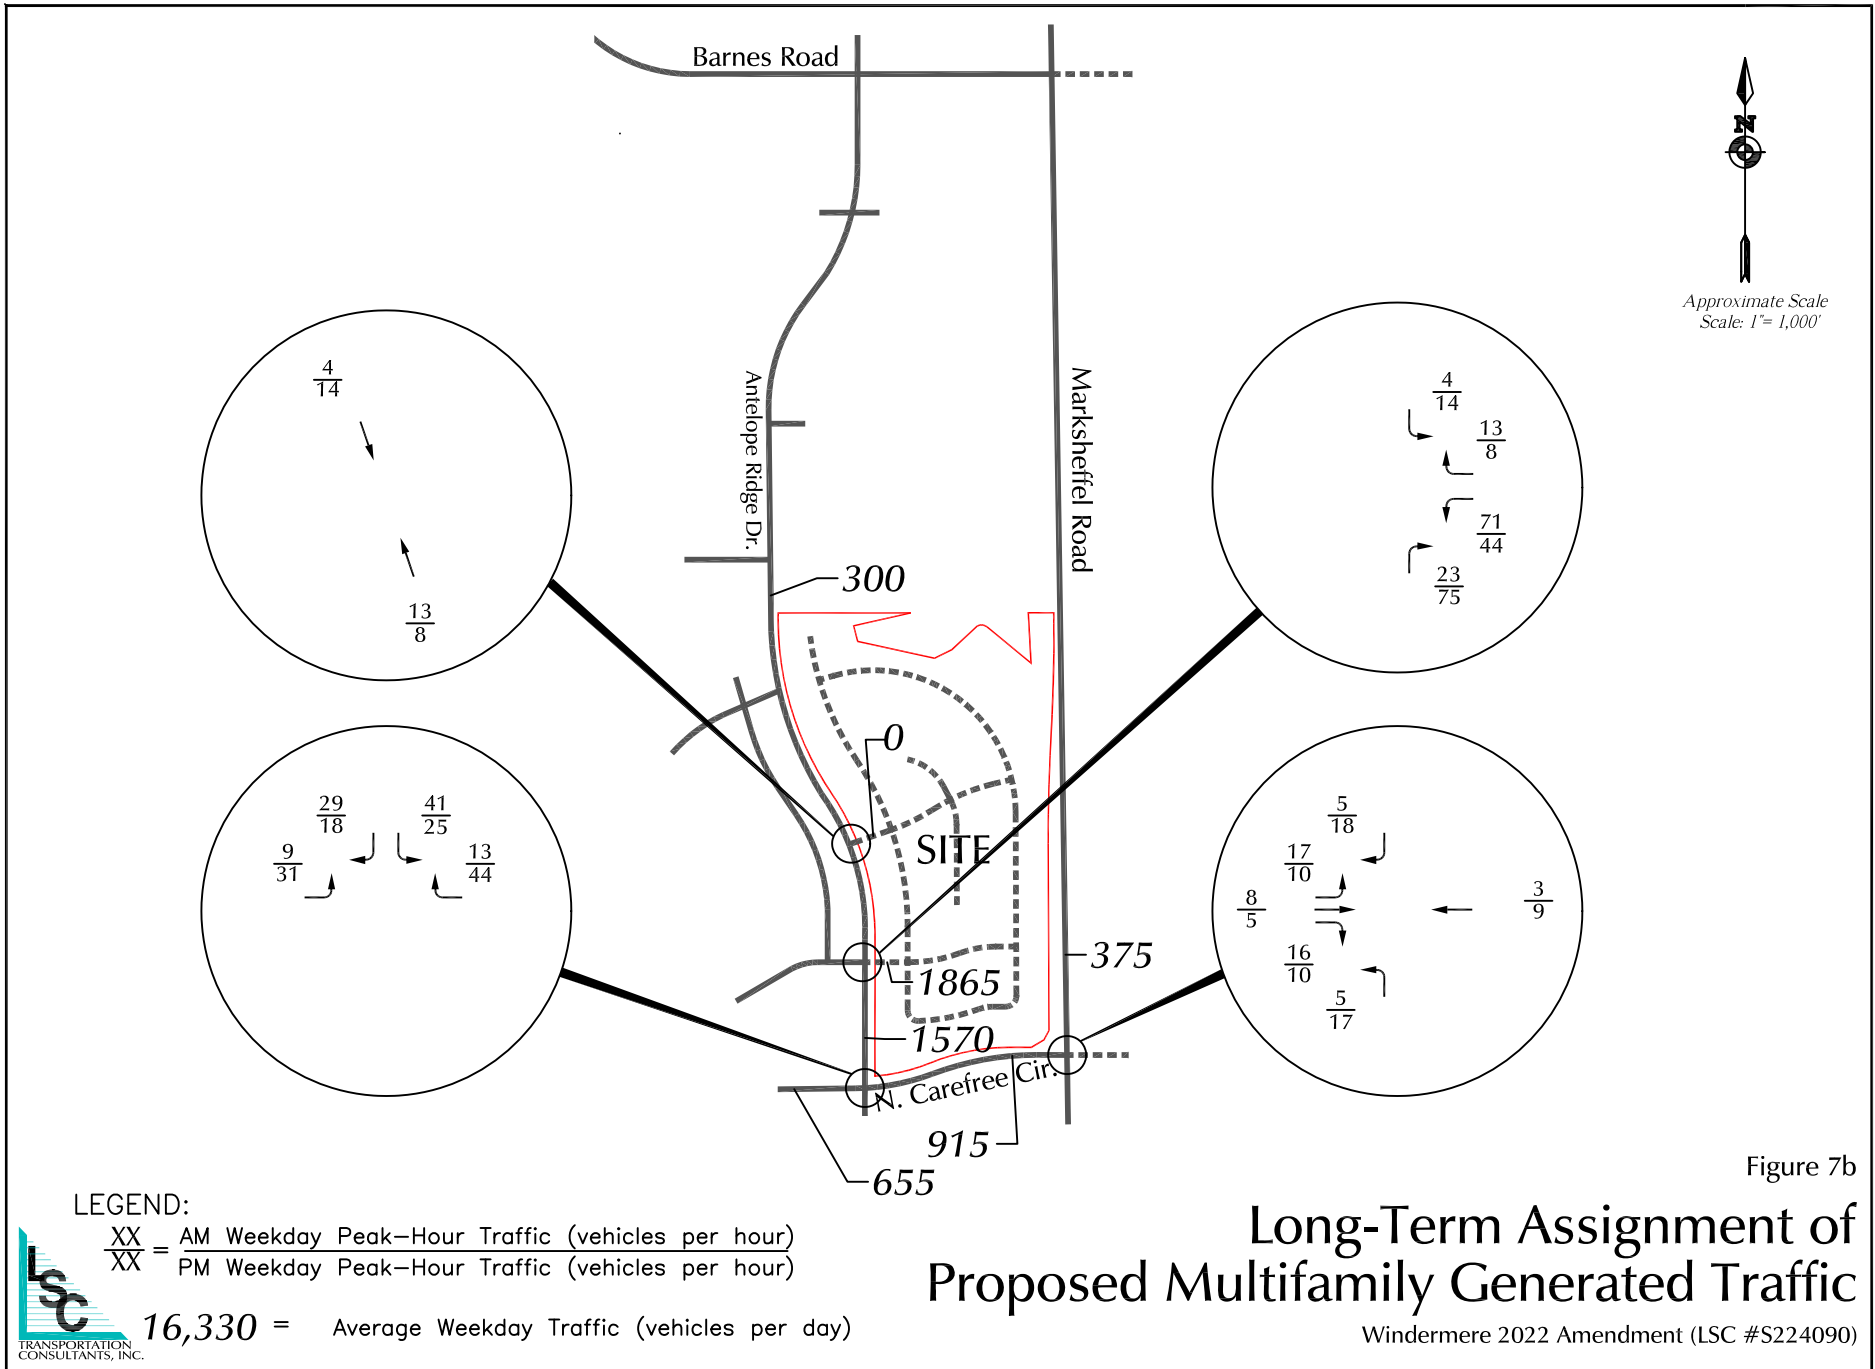 Barnes Road
N
Approximate Scale
Scale: 1"= 1,000'
Antelope Ridge Dr.
Marksheffel Road
4
14
13
8
4
14
13
8
71
44
23
75
300
0
SITE
29
18
41
25
9
31
13
44
5
18
17
10
8
5
3
9
16
10
5
17
375
1865
1570
N. Carefree Cir.
915
655
Figure 7b
LEGEND:
XX = AM Weekday Peak-Hour Traffic (vehicles per hour)
XX PM Weekday Peak-Hour Traffic (vehicles per hour)
16,330 = Average Weekday Traffic (vehicles per day)
LSC
TRANSPORTATION
CONSULTANTS, INC.
Long-Term Assignment of
Proposed Multifamily Generated Traffic
Windermere 2022 Amendment (LSC #S224090)